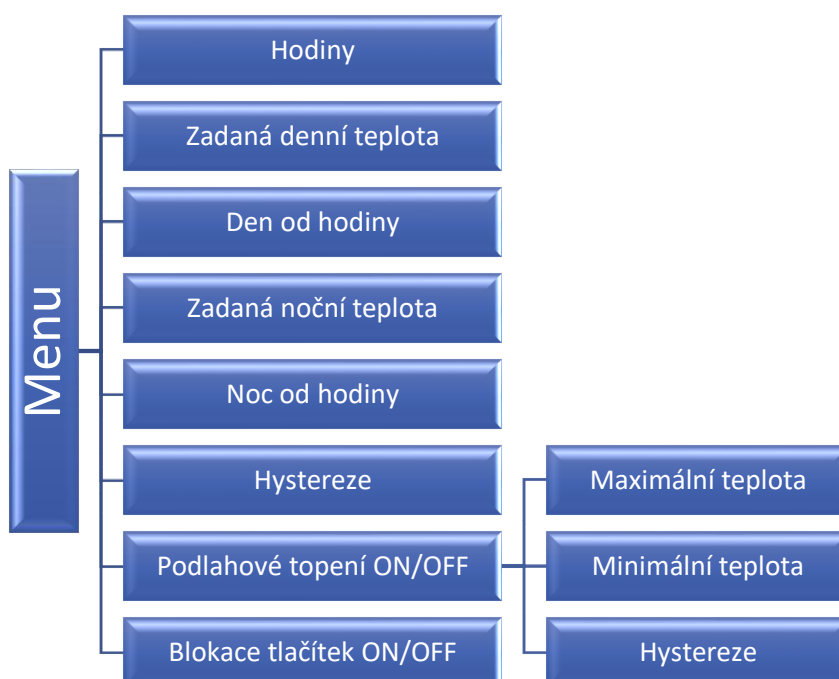 Menu
Hodiny
Zadaná denní teplota
Den od hodiny
Zadaná noční teplota
Noc od hodiny
Hystereze
Podlahové topení ON/OFF
Blokace tlačítek ON/OFF
Maximální teplota
Minimální teplota
Hystereze